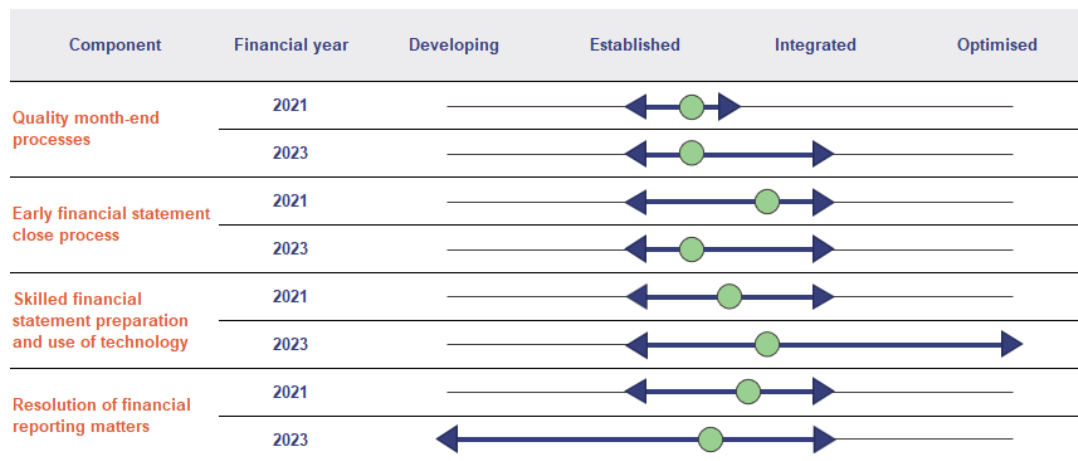 Component Financial year Developing Established Integrated Optimised
2021
Quality month-end
processes
2023
2021
Early financial statement
close process
2023
2021
Skilled financial
statement preparation
and use of technology
2023
2021
Resolution of financial
reporting matters
2023